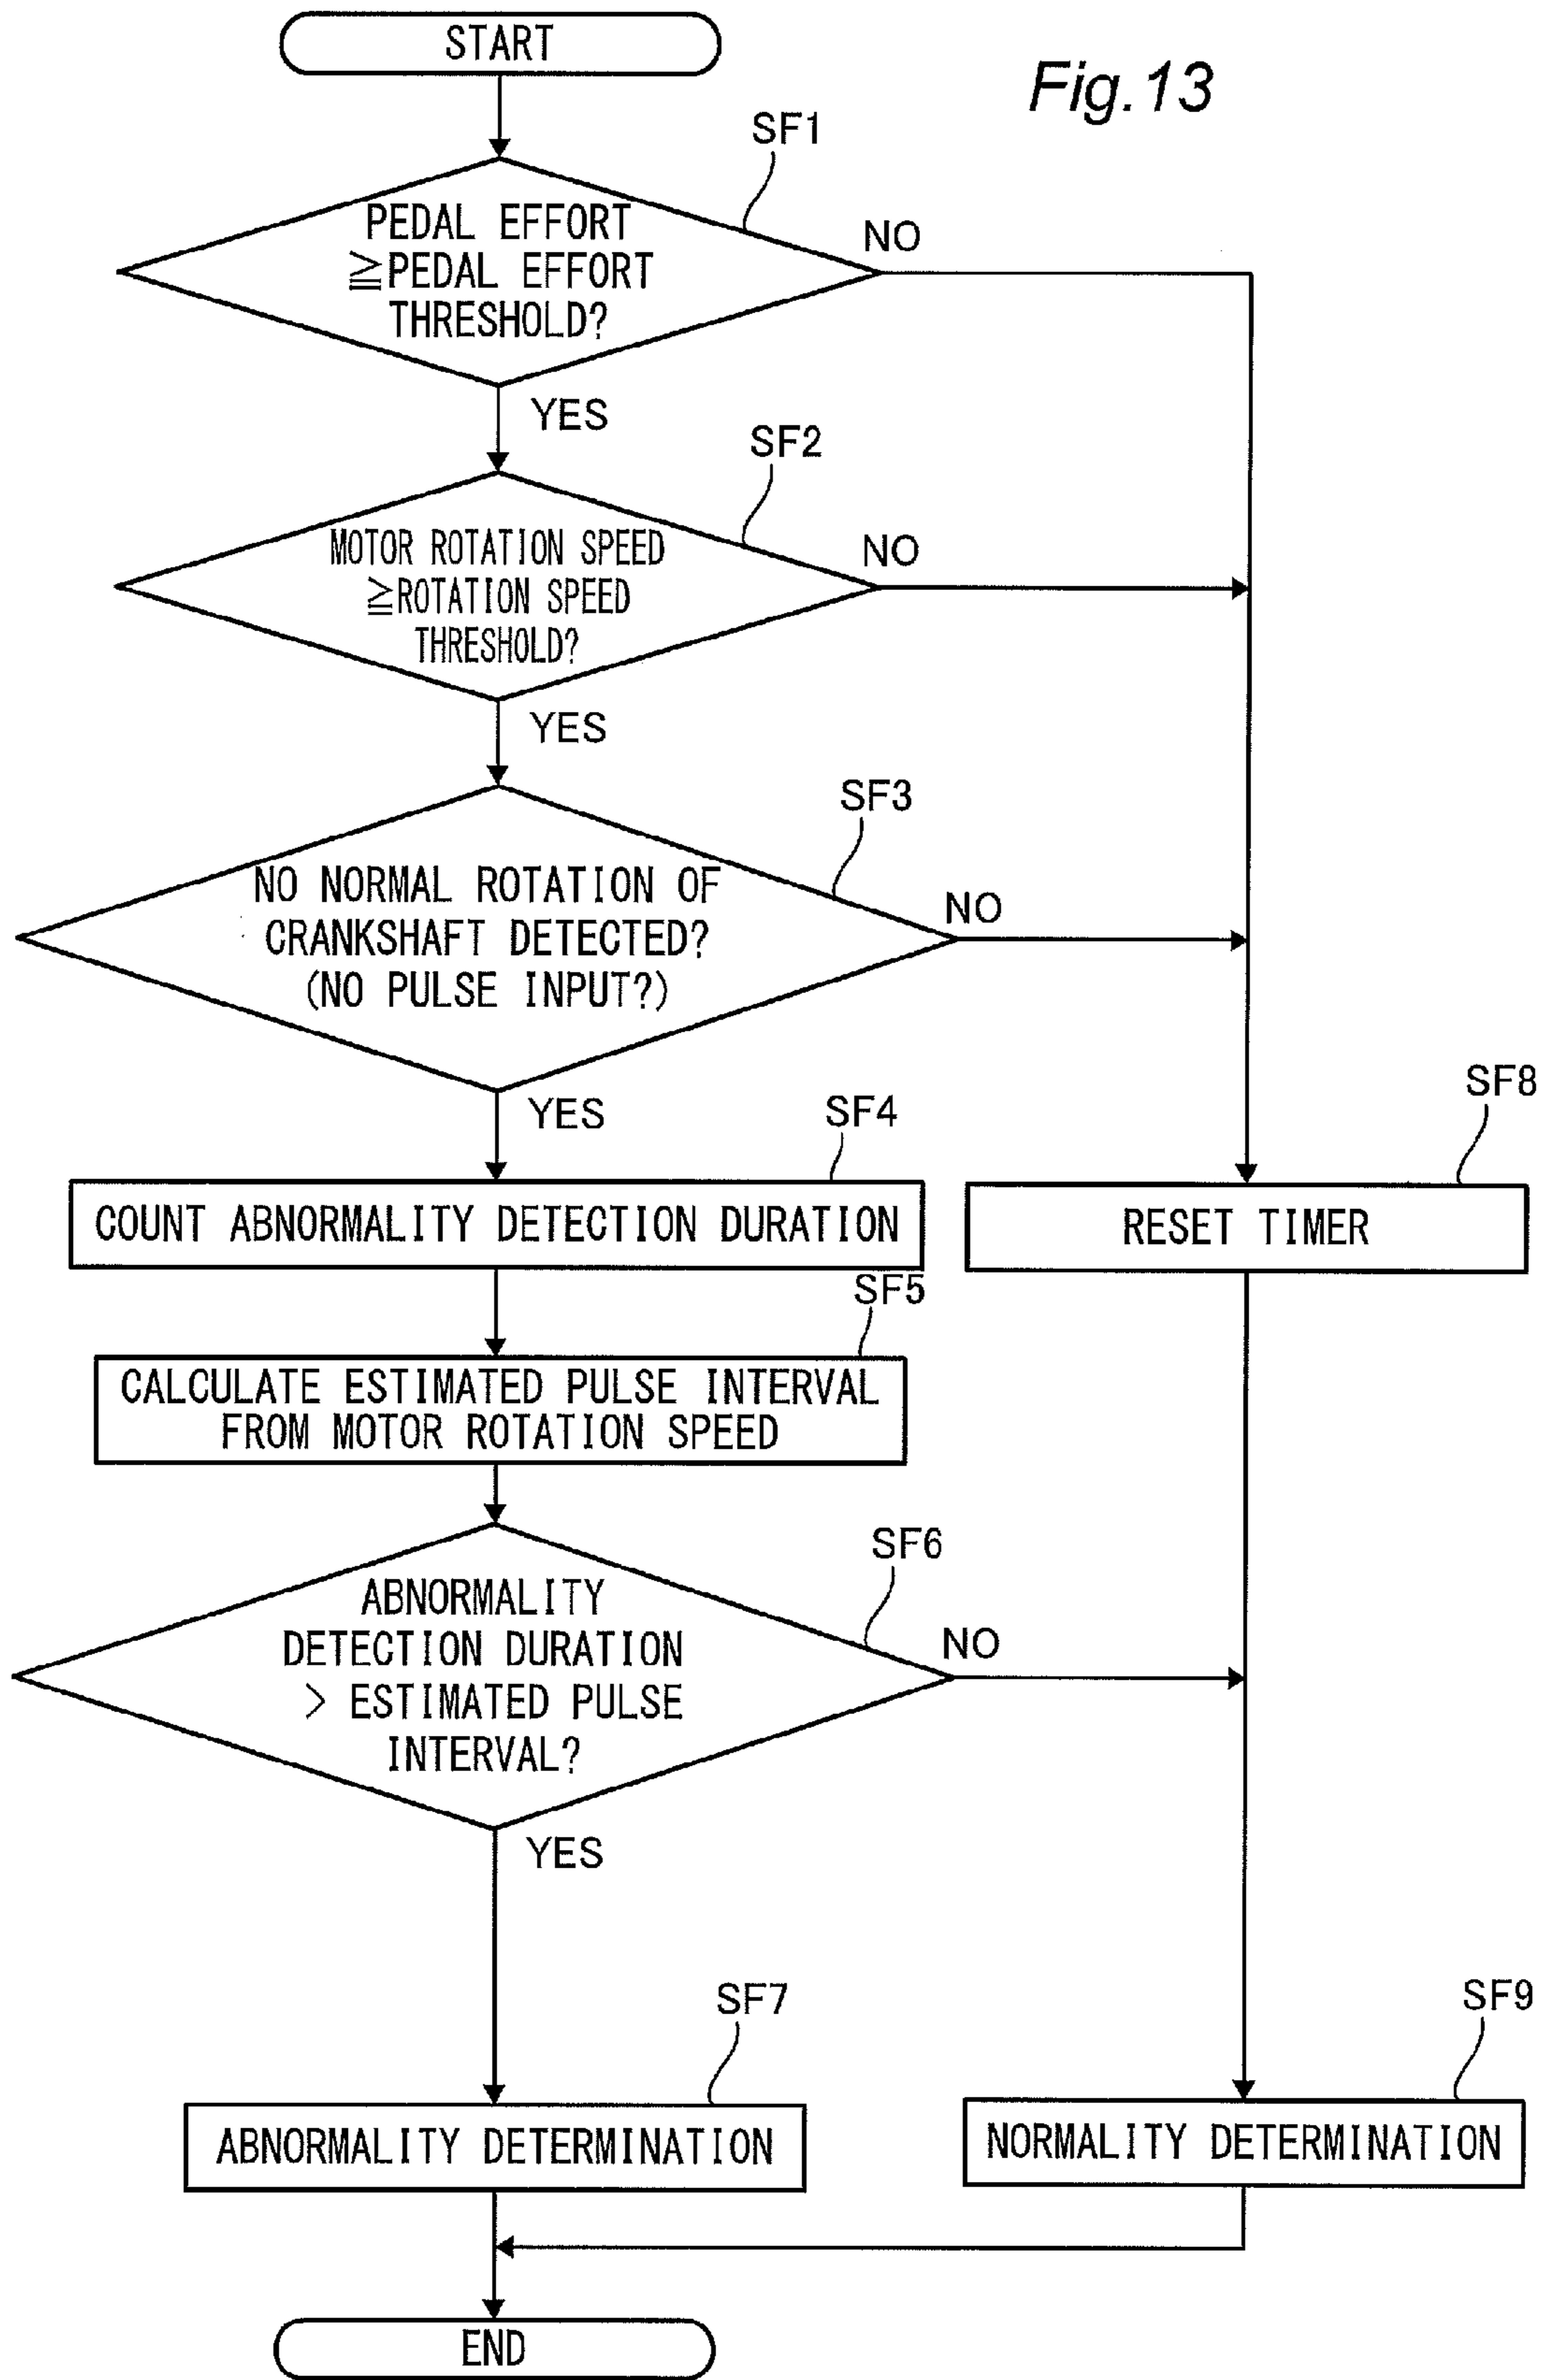 START
Fig.13
SF1
PEDAL EFFORT
≧PEDAL EFFORT
THRESHOLD?
NO
YES
SF2
MOTOR ROTATION SPEED
≧ROTATION SPEED
THRESHOLD?
NO
YES
SF3
NO NORMAL ROTATION OF
CRANKSHAFT DETECTED?
(NO PULSE INPUT?)
NO
YES
SF4
COUNT ABNORMALITY DETECTION DURATION
SF8
RESET TIMER
SF5
CALCULATE ESTIMATED PULSE INTERVAL
FROM MOTOR ROTATION SPEED
SF6
ABNORMALITY
DETECTION DURATION
> ESTIMATED PULSE
INTERVAL?
NO
YES
SF7
ABNORMALITY DETERMINATION
SF9
NORMALITY DETERMINATION
END